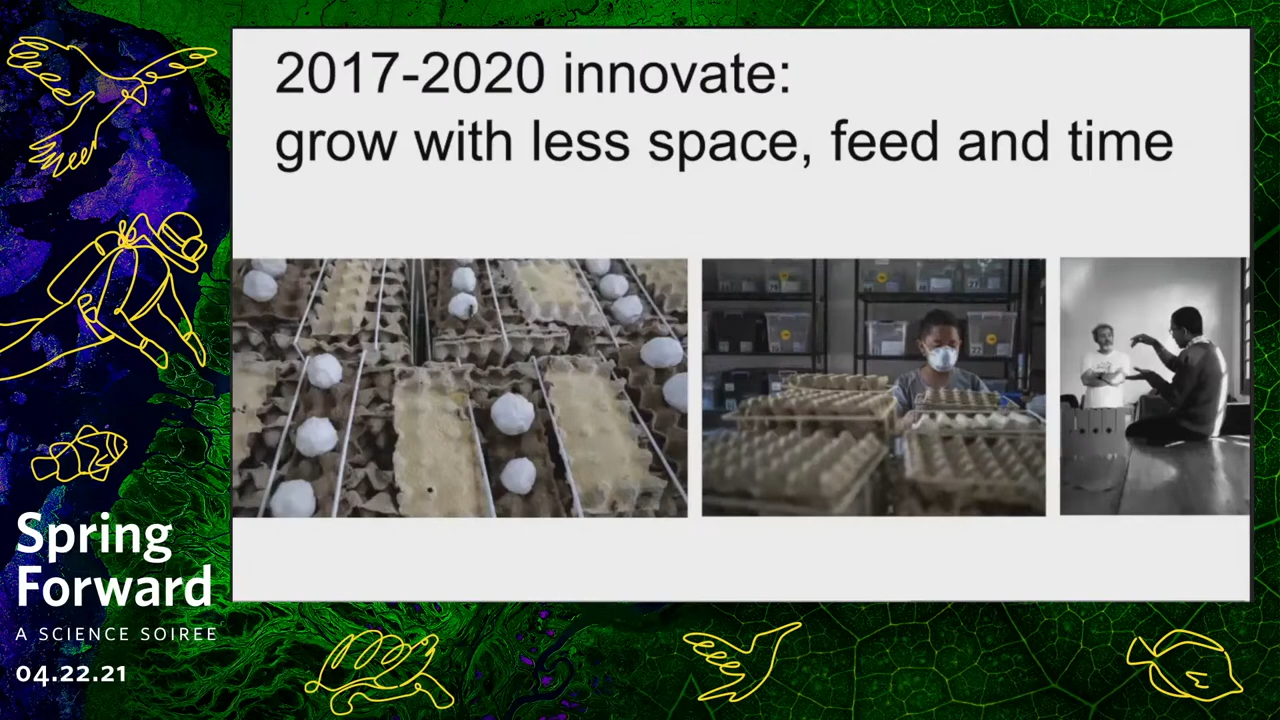 2017-2020 innovate:
grow with less space, feed and time
Spring
Forward
A SCIENCE SOIREE
04.22.21